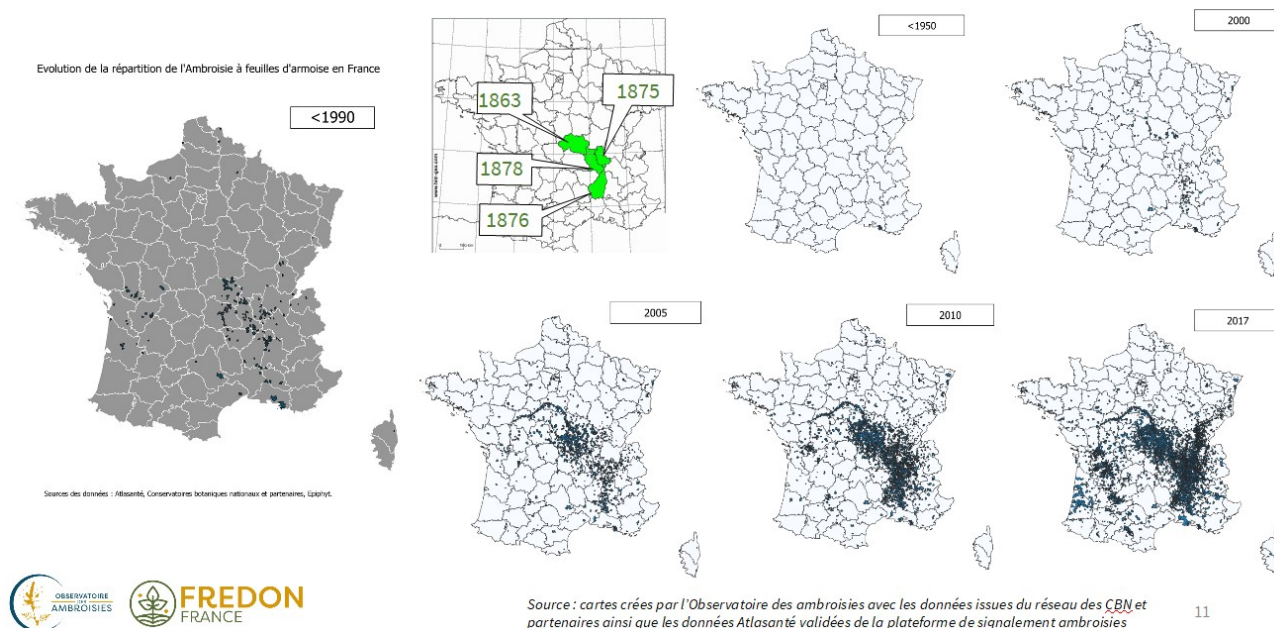 Evolution de la répartition de l'Ambroisie à feuilles d'armoise en France
<1990
Sources des données : Atlasanté, Conservatoires botaniques nationaux et partenaires, Epiphyt.
1863
1875
1878
1876
<1950
2000
2005
2010
2017
OBSERVATOIRE
DES
AMBROISIES
FREDON
FRANCE
Source : cartes crées par l'Observatoire des ambroisies avec les données issues du réseau des CBN et
partenaires ainsi que les données Atlasanté validées de la plateforme de signalement ambroisies
11